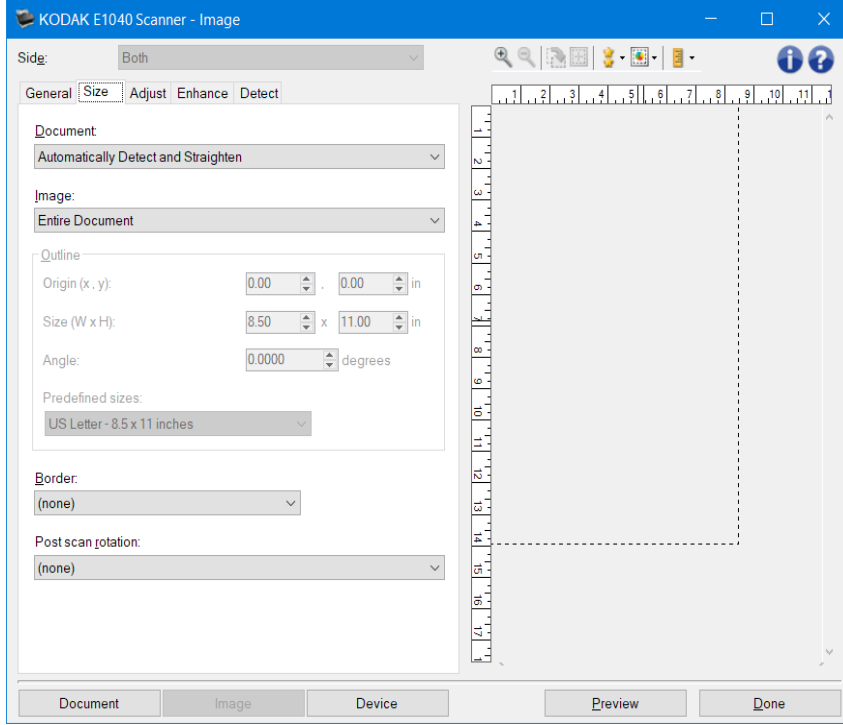 KODAK E1040 Scanner - Image
Side: Both
General Size Adjust Enhance Detect
Document:
Automatically Detect and Straighten
Image:
Entire Document
Outline
Origin (x , y): 0.00 , 0.00 in
Size (W x H): 8.50 x 11.00 in
Angle: 0.0000 degrees
Predefined sizes:
US Letter - 8.5 x 11 inches
Border:
(none)
Post scan rotation:
(none)
1 2 3 4 5 6 7 8 9 10 11 1
1
2
3
4
5
6
7
8
9
10
11
12
13
14
15
16
17
1
Document Image Device Preview Done